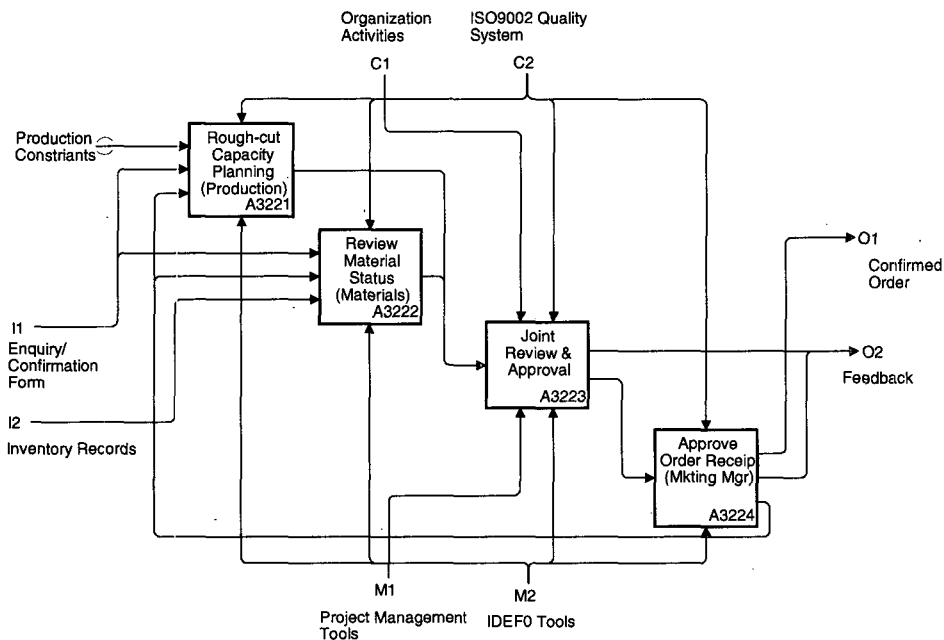 Organization
Activities
C1
ISO9002 Quality
System
C2
Production
Constriants
Rough-cut
Capacity
Planning
(Production)
A3221
Review
Material
Status
(Materials)
A3222
I1
Enquiry/
Confirmation
Form
I2
Inventory Records
Joint
Review &
Approval
A3223
O1
Confirmed
Order
O2
Feedback
Approve
Order Receip
(Mkting Mgr)
A3224
M1
Project Management
Tools
M2
IDEF0 Tools